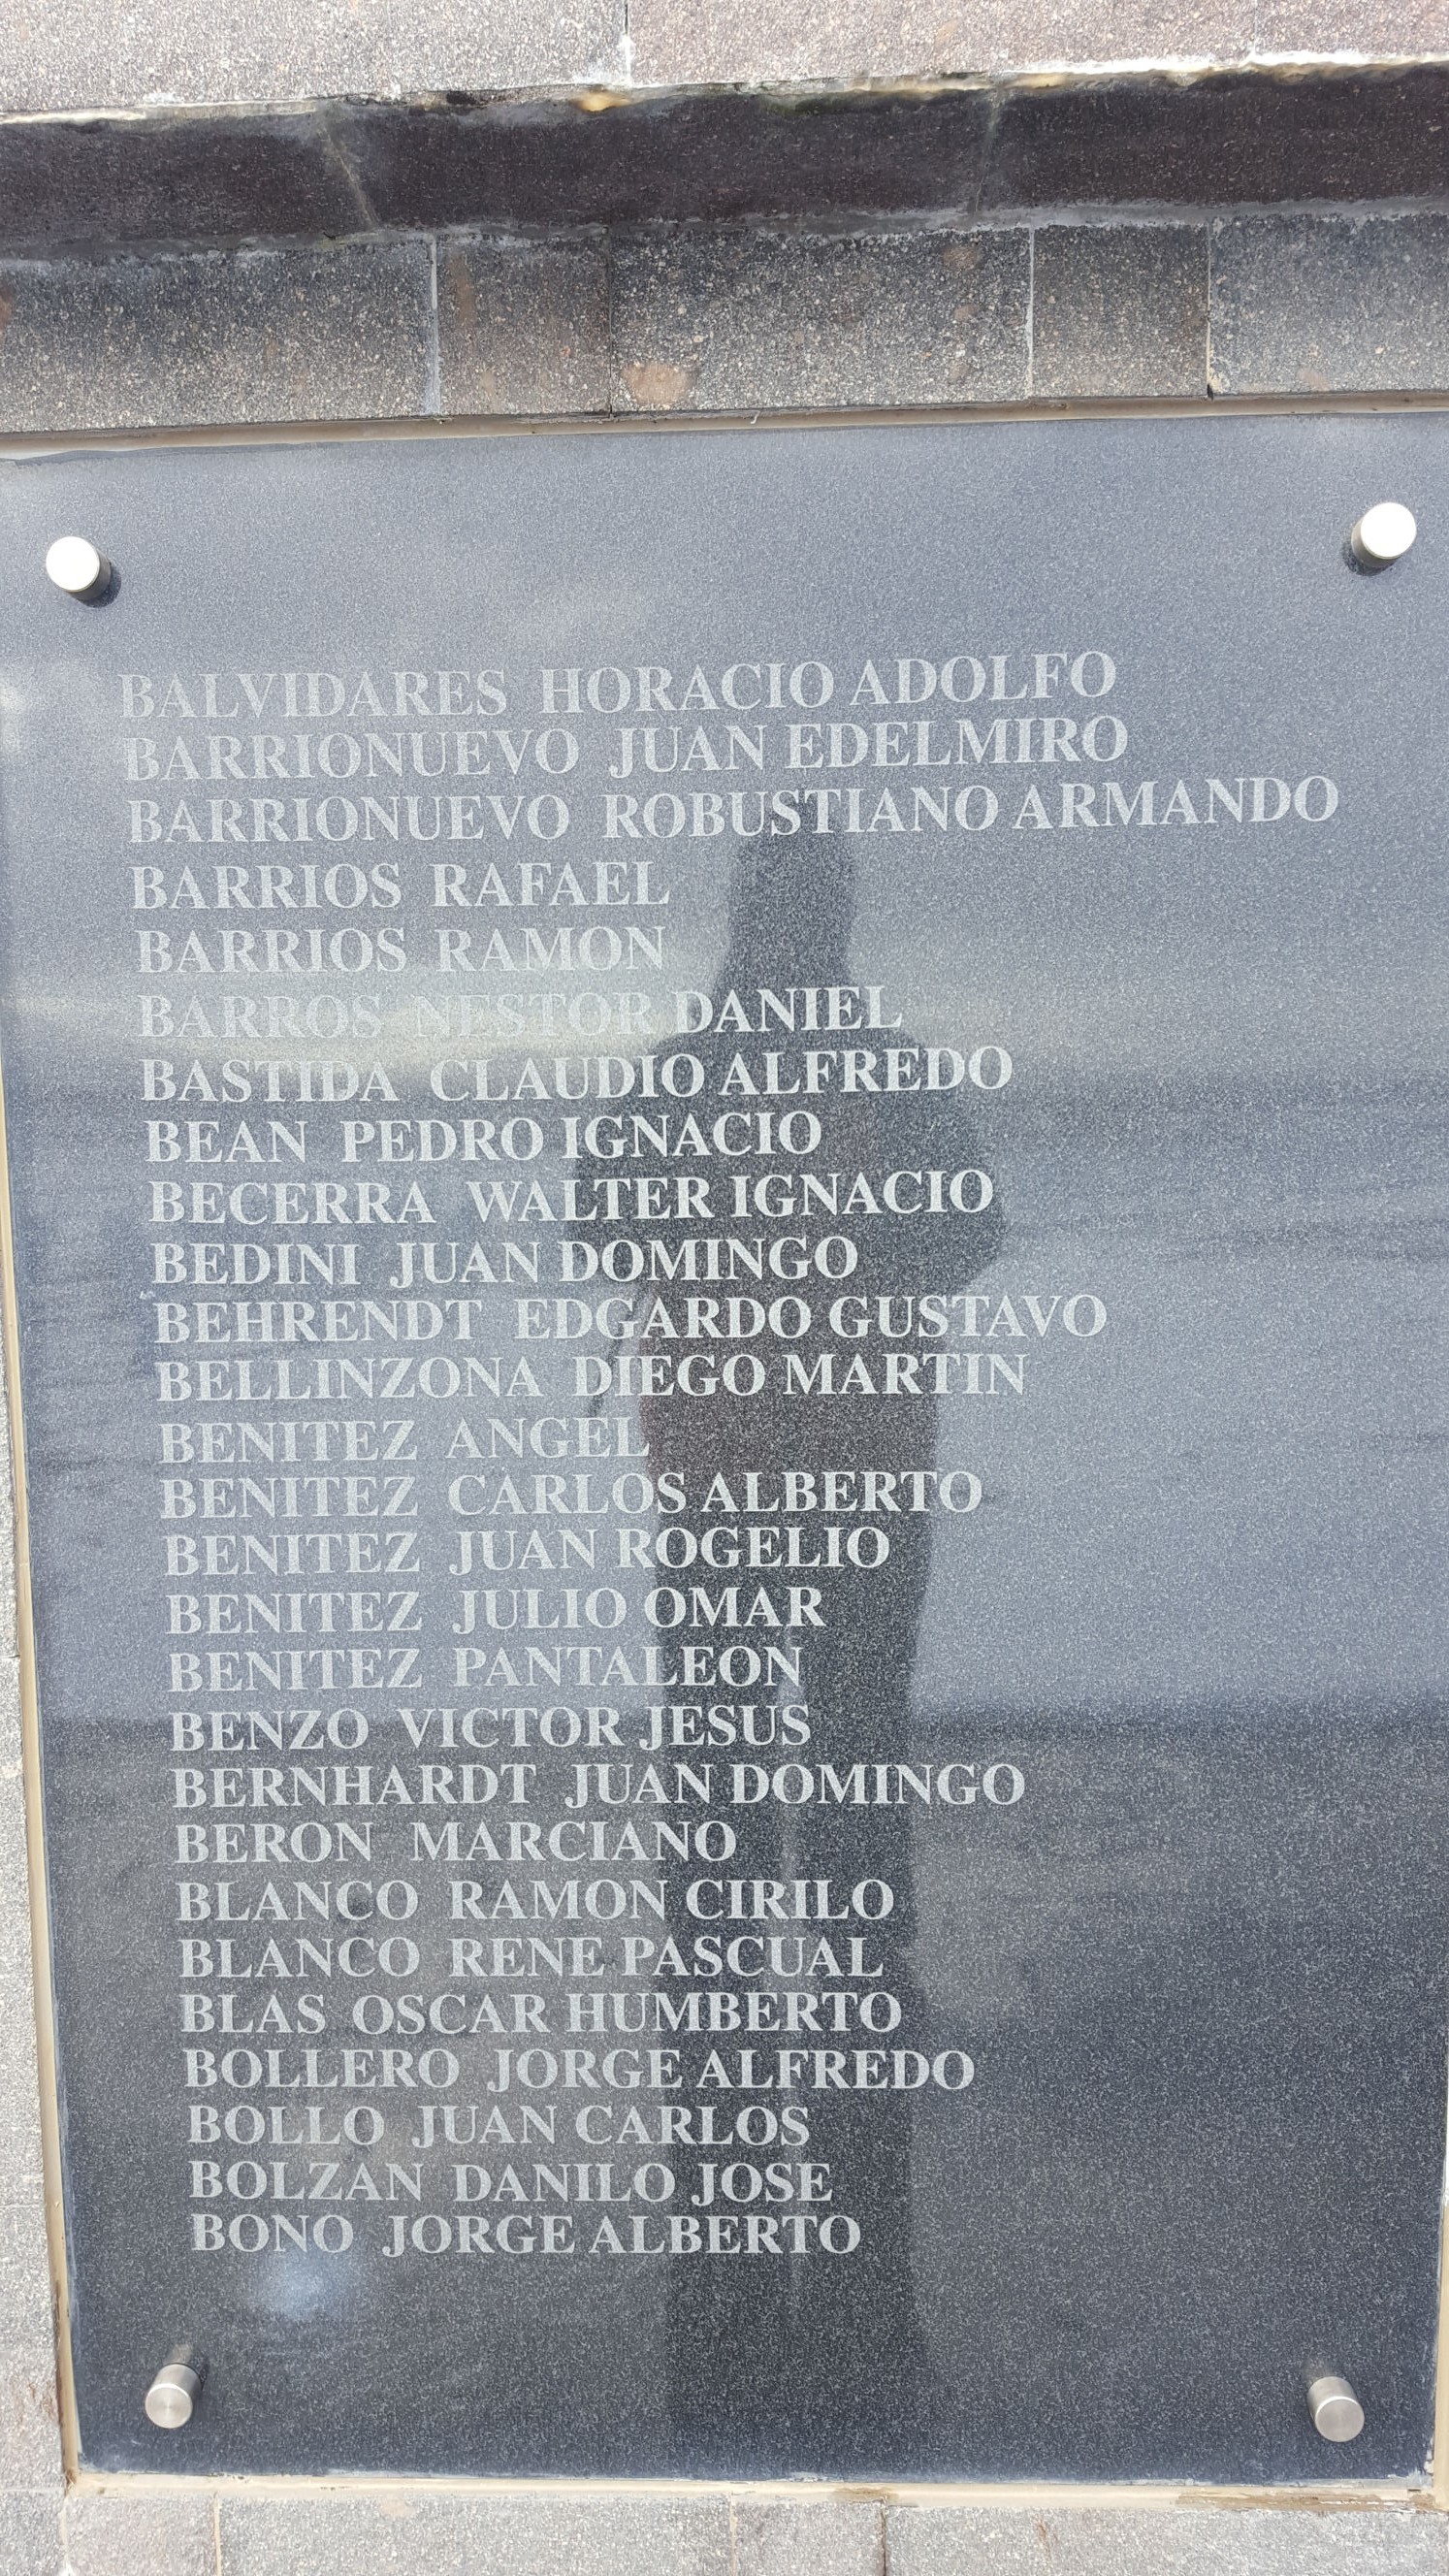 BALVIDARES HORACIO ADOLFO
BARRIONUEVO JUAN EDELMIRO
BARRIONUEVO ROBUSTIANO ARMANDO
BARRIOS RAFAEL
BARRIOS RAMON
BARROS NESTOR DANIEL
BASTIDA CLAUDIO ALFREDO
BEAN PEDRO IGNACIO
BECERRA WALTER IGNACIO
BEDINI JUAN DOMINGO
BEHRENDT EDGARDO GUSTAVO
BELLINZONA DIEGO MARTIN
BENITEZ ANGEL
BENITEZ CARLOS ALBERTO
BENITEZ JUAN ROGELIO
BENITEZ JULIO OMAR
BENITEZ PANTALEON
BENZO VICTOR JESUS
BERNHARDT JUAN DOMINGO
BERON MARCIANO
BLANCO RAMON CIRILO
BLANCO RENE PASCUAL
BLAS OSCAR HUMBERTO
BOLLERO JORGE ALFREDO
BOLLO JUAN CARLOS
BOLZAN DANILO JOSE
BONO JORGE ALBERTO